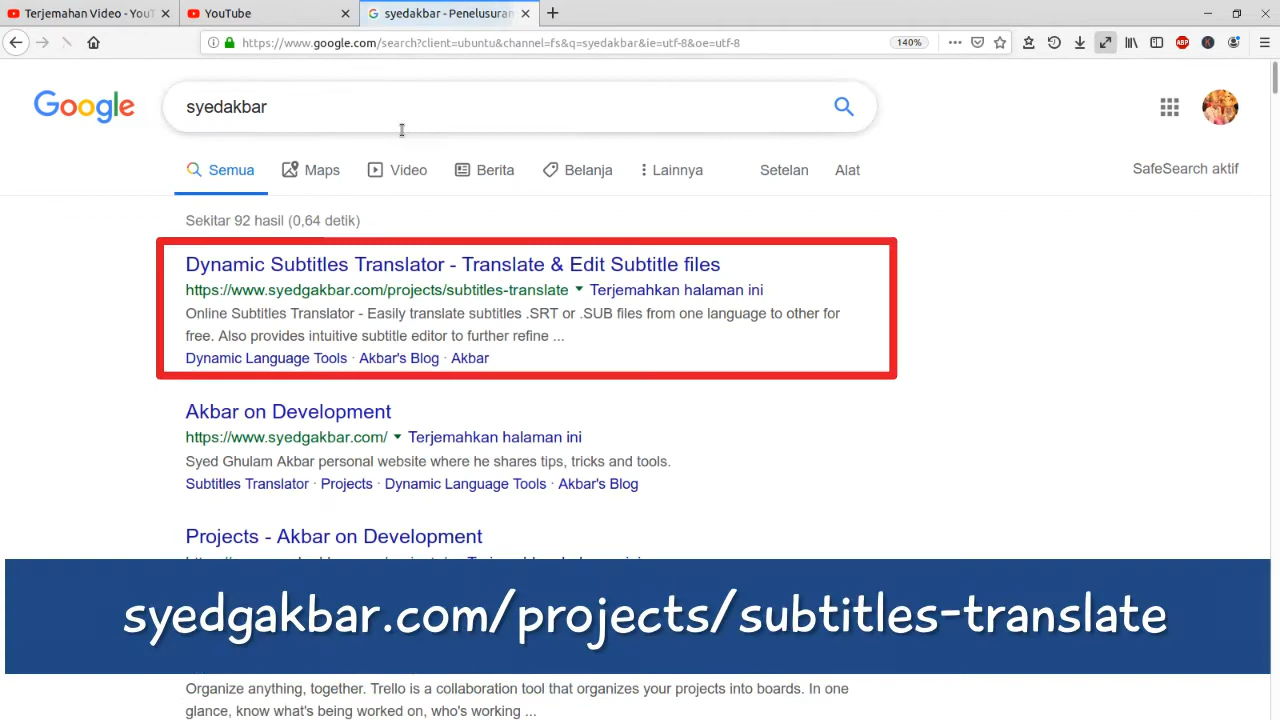 Terjemahan Video - YouT
YouTube
syedakbar - Penelusuran
https://www.google.com/search?client=ubuntu&channel=fs&q=syedakbar&ie=utf-8&oe=utf-8
140%
ABP
K
Google
syedakbar
Semua
Maps
Video
Berita
Belanja
Lainnya
Setelan
Alat
SafeSearch aktif
Sekitar 92 hasil (0,64 detik)
Dynamic Subtitles Translator - Translate & Edit Subtitle files
https://www.syedgakbar.com/projects/subtitles-translate Terjemahkan halaman ini
Online Subtitles Translator - Easily translate subtitles .SRT or .SUB files from one language to other for
free. Also provides intuitive subtitle editor to further refine ...
Dynamic Language Tools · Akbar's Blog · Akbar
Akbar on Development
https://www.syedgakbar.com/ Terjemahkan halaman ini
Syed Ghulam Akbar personal website where he shares tips, tricks and tools.
Subtitles Translator · Projects · Dynamic Language Tools · Akbar's Blog
Projects - Akbar on Development
syedgakbar.com/projects/subtitles-translate
Organize anything, together. Trello is a collaboration tool that organizes your projects into boards. In one
glance, know what's being worked on, who's working ...